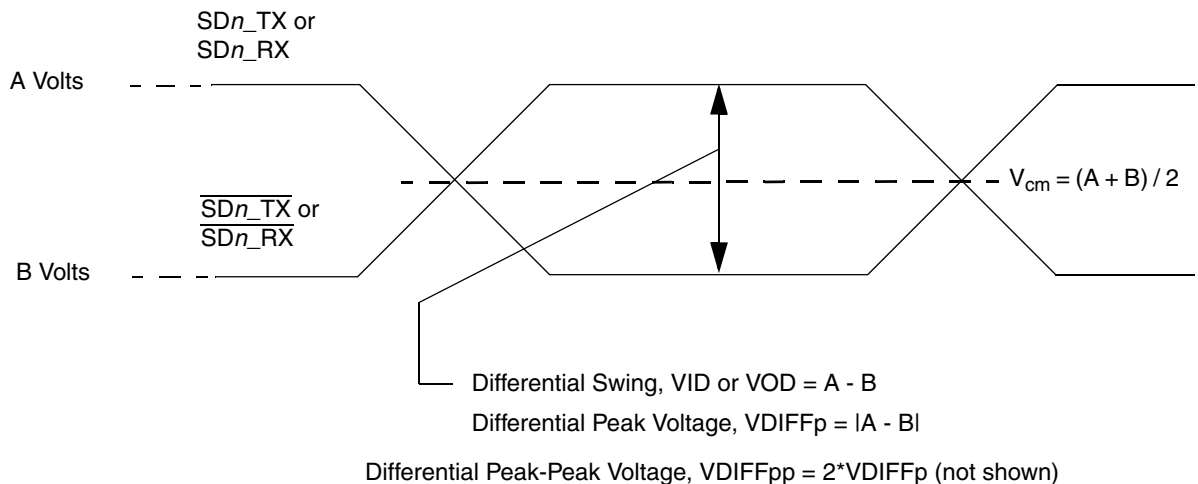 SDn_TX or
SDn_RX
A Volts
V_cm = (A + B) / 2
SDn_TX or
SDn_RX
B Volts
Differential Swing, VID or VOD = A - B
Differential Peak Voltage, VDIFFp = |A - B|
Differential Peak-Peak Voltage, VDIFFpp = 2*VDIFFp (not shown)